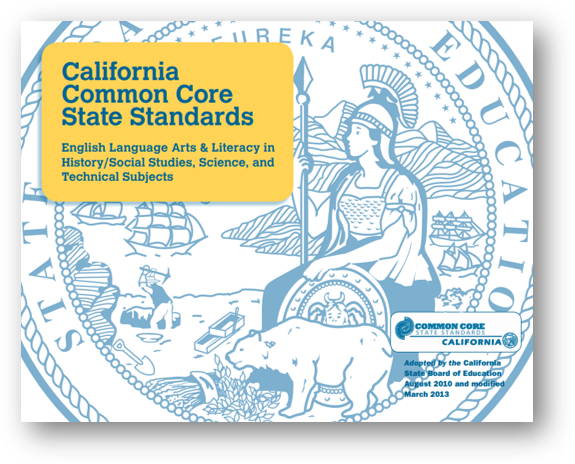 EUREKA
EDUCATIO
STATE
California
Common Core
State Standards
English Language Arts & Literacy in
History/Social Studies, Science, and
Technical Subjects
COMMON CORE
STATE STANDARDS
CALIFORNIA
Adopted by the California
State Board of Education
August 2010 and modified
March 2013